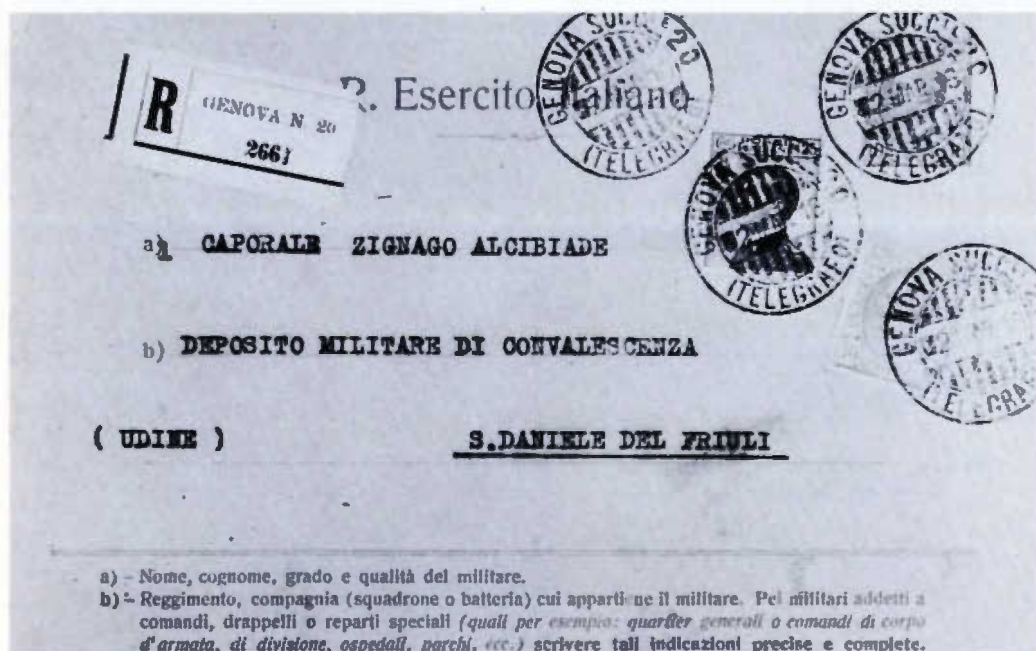 R. Esercito Italiano
R
GENOVA N 20
2661
GENOVA SUCC 20
(TELEGRAFO)
GENOVA SUCC
(TELEGRAFO)
GENOVA SUCC
(TELEGRAFO)
GENOVA SUCC
(TELEGRAFO)
a) CAPORALE ZIGNAGO ALCIBIADE
b) DEPOSITO MILITARE DI CONVALESCENZA
( UDINE ) S.DANIELE DEL FRIULI
a) - Nome, cognome, grado e qualità del militare.
b) - Reggimento, compagnia (squadrone o batteria) cui appartiene il militare. Pei militari addetti a
comandi, drappelli o reparti speciali (quali per esempio: quartier generali o comandi di corpo
d'armata, di divisione, ospedali, parchi, ecc.) scrivere tali indicazioni precise e complete.